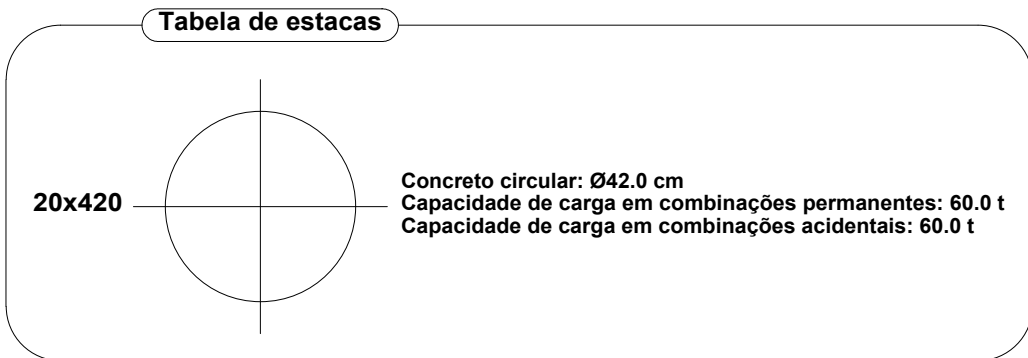 Tabela de estacas
20x420
Concreto circular: Ø42.0 cm
Capacidade de carga em combinações permanentes: 60.0 t
Capacidade de carga em combinações acidentais: 60.0 t